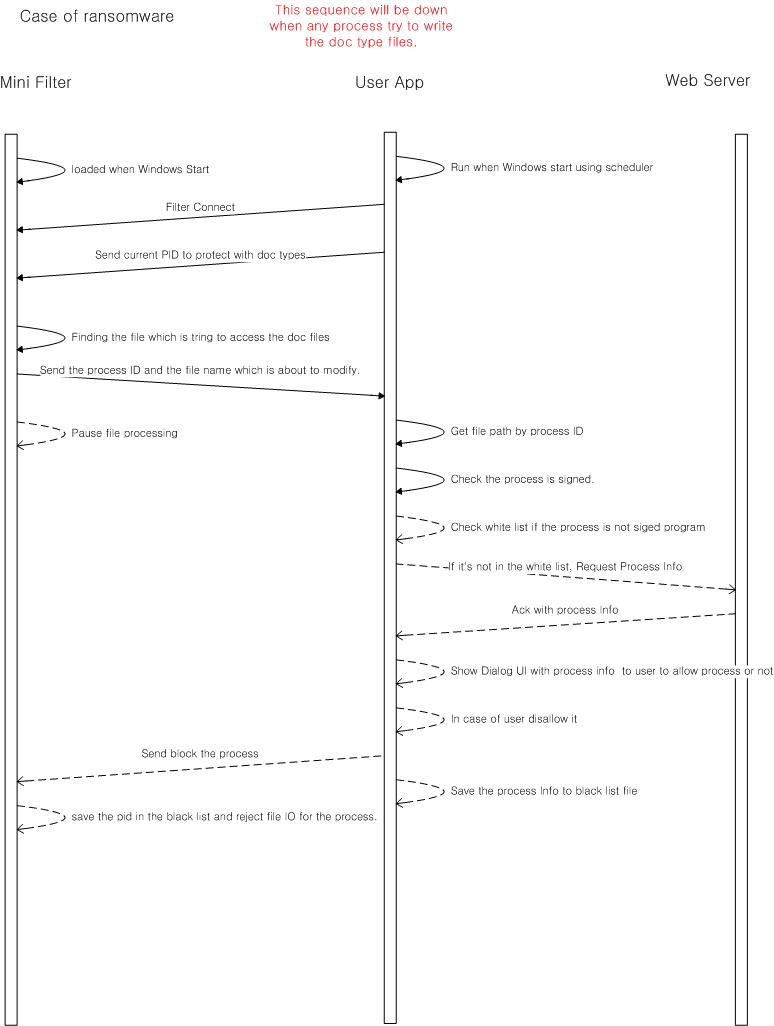 Case of ransomware
This sequence will be down
when any process try to write
the doc type files.
Mini Filter
User App
Web Server
loaded when Windows Start
Run when Windows start using scheduler
Filter Connect
Send current PID to protect with doc types
Finding the file which is tring to access the doc files
Send the process ID and the file name which is about to modify.
Pause file processing
Get file path by process ID
Check the process is signed.
Check white list if the process is not siged program
If it's not in the white list, Request Process Info
Ack with process Info
Show Dialog UI with process info to user to allow process or not
In case of user disallow it
Send block the process
Save the process Info to black list file
save the pid in the black list and reject file IO for the process.